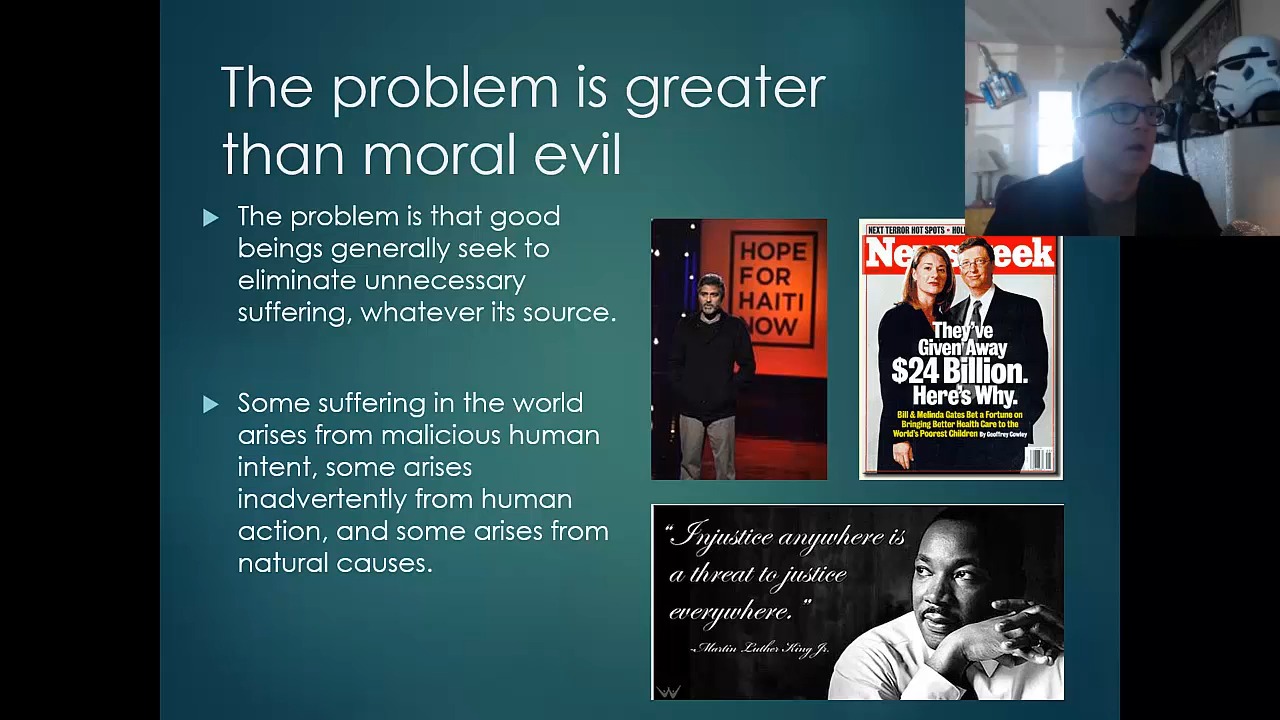 The problem is greater
than moral evil
The problem is that good
beings generally seek to
eliminate unnecessary
suffering, whatever its source.
Some suffering in the world
arises from malicious human
intent, some arises
inadvertently from human
action, and some arises from
natural causes.
HOPE
FOR
HAITI
NOW
NEXT TERROR HOT SPOTS • HOL
New eek
They've
Given Away
$24 Billion.
Here's Why.
Bill & Melinda Gates Bet a Fortune on
Bringing Better Health Care to the
World's Poorest Children By Geoffrey Cowley
"Injustice anywhere is
a threat to justice
everywhere."
-Martin Luther King Jr.